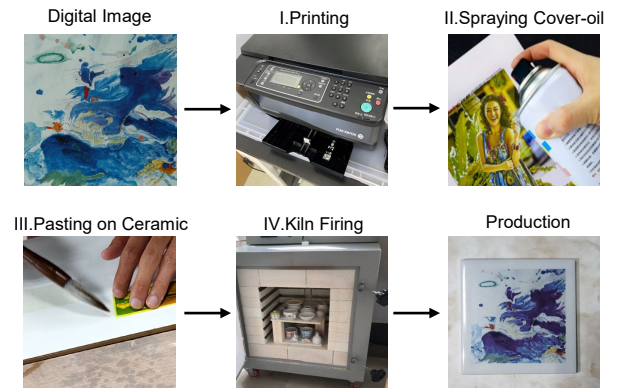 Digital Image
I.Printing
II.Spraying Cover-oil
III.Pasting on Ceramic
IV.Kiln Firing
Production